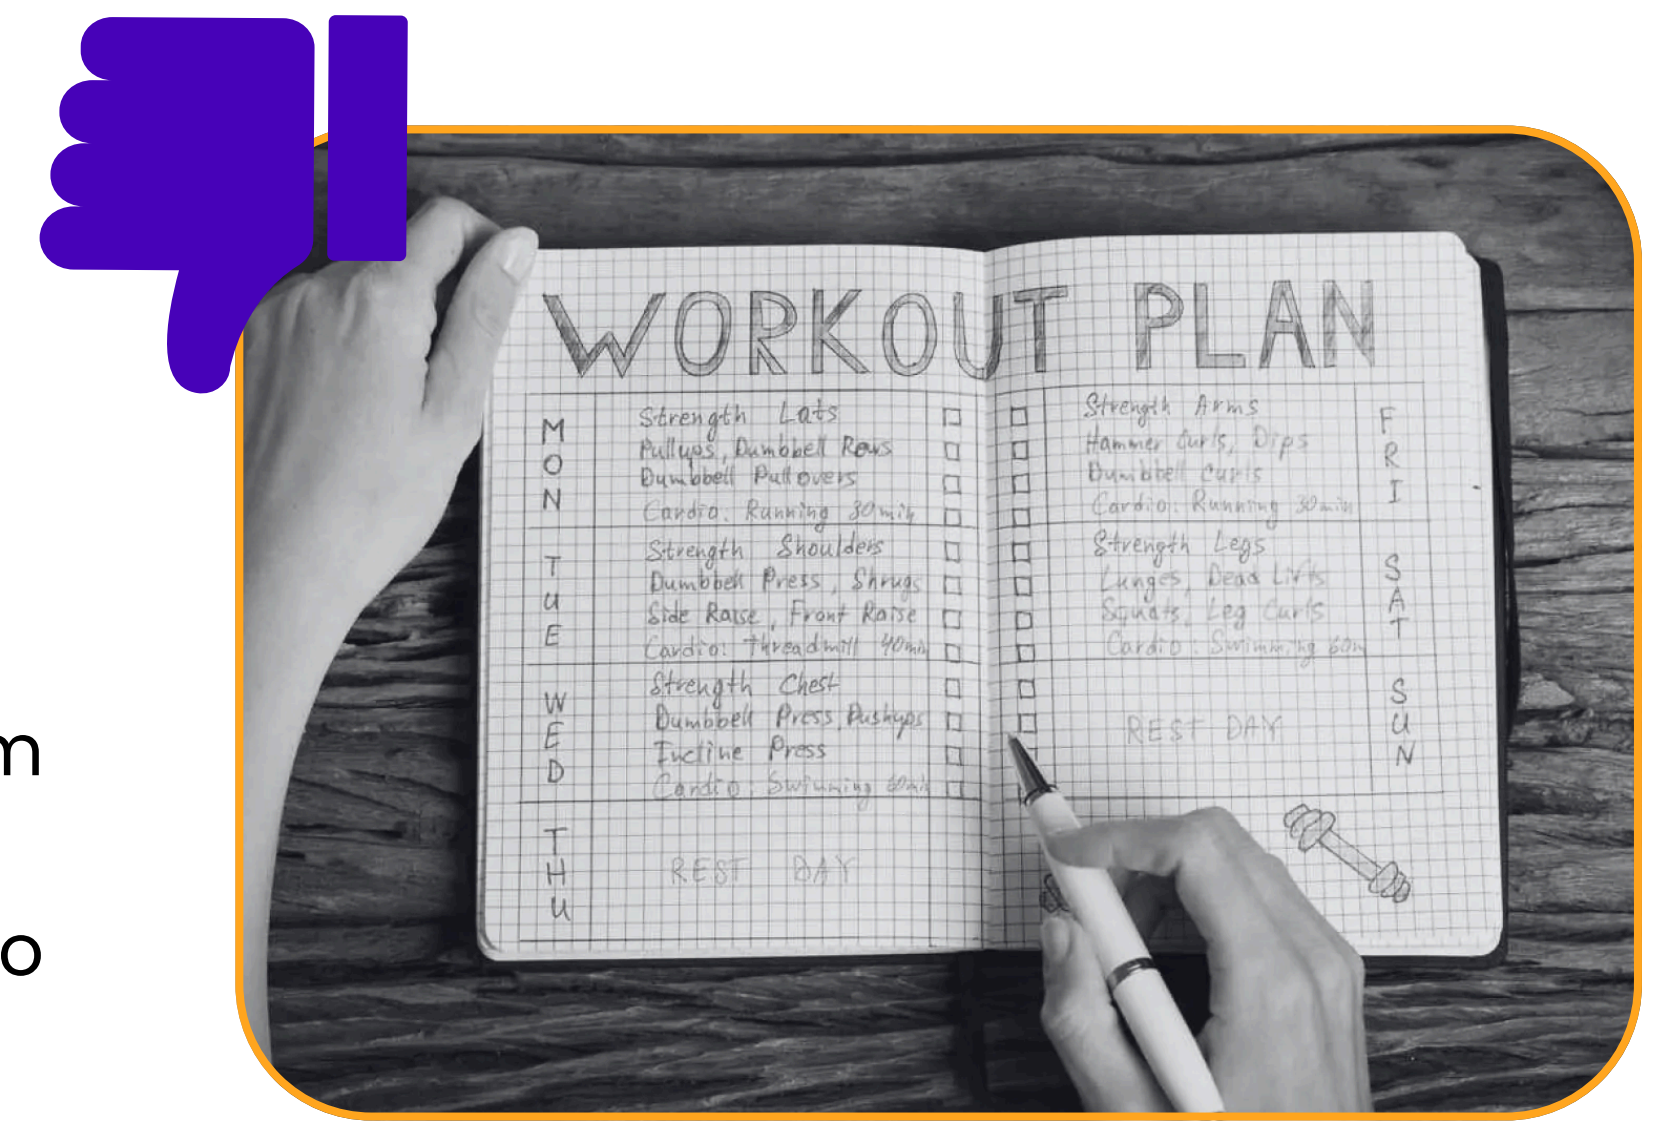 WORKOUT PLAN
MON
Strength Lats
Pullups, Dumbbell Rows
Dumbbell Pullovers
Cardio: Running 30min
TUE
Strength Shoulders
Dumbbell Press, Shrugs
Side Raise, Front Raise
Cardio: Threadmill 40min
WED
Strength Chest
Dumbbell Press, Pushups
Incline Press
Cardio: Swimming 60min
THU
REST DAY
FRI
Strength Arms
Hammer Curls, Dips
Dumbbell Curls
Cardio: Running 30min
SAT
Strength Legs
Lunges, Dead Lifts
Squats, Leg Curls
Cardio: Swimming 60m
SUN
REST DAY
m
o